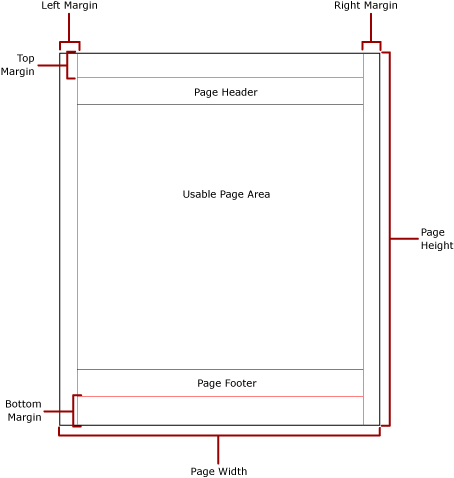 Left Margin
Right Margin
Top
Margin
Page Header
Usable Page Area
Page
Height
Page Footer
Bottom
Margin
Page Width